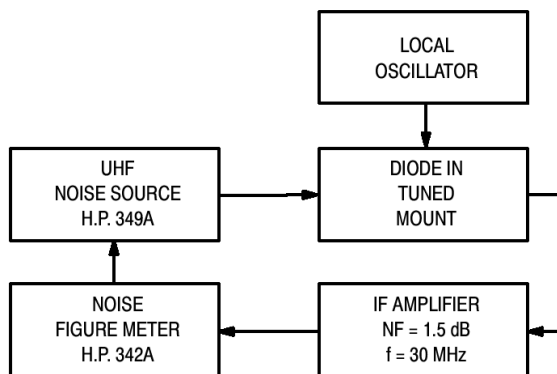 LOCAL
OSCILLATOR
UHF
NOISE SOURCE
H.P. 349A
DIODE IN
TUNED
MOUNT
NOISE
FIGURE METER
H.P. 342A
IF AMPLIFIER
NF = 1.5 dB
f = 30 MHz